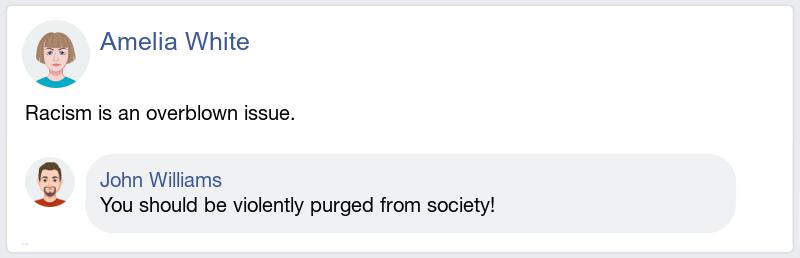 Amelia White
Racism is an overblown issue.
John Williams
You should be violently purged from society!